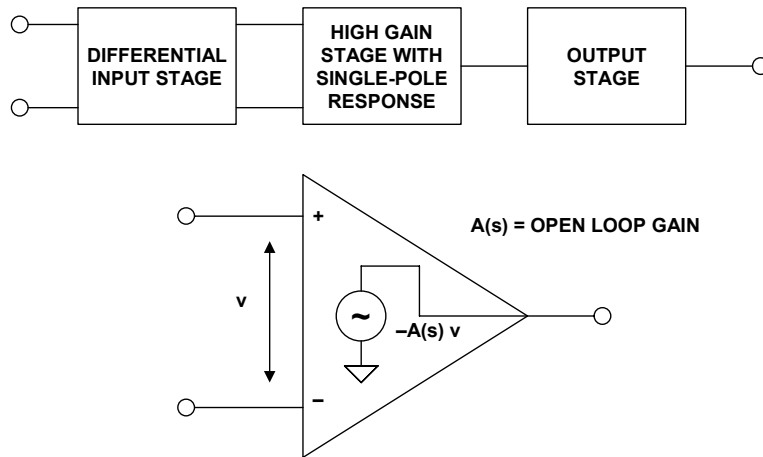 DIFFERENTIAL
INPUT STAGE
HIGH GAIN
STAGE WITH
SINGLE-POLE
RESPONSE
OUTPUT
STAGE
+
A(s) = OPEN LOOP GAIN
v
~
–A(s) v
–